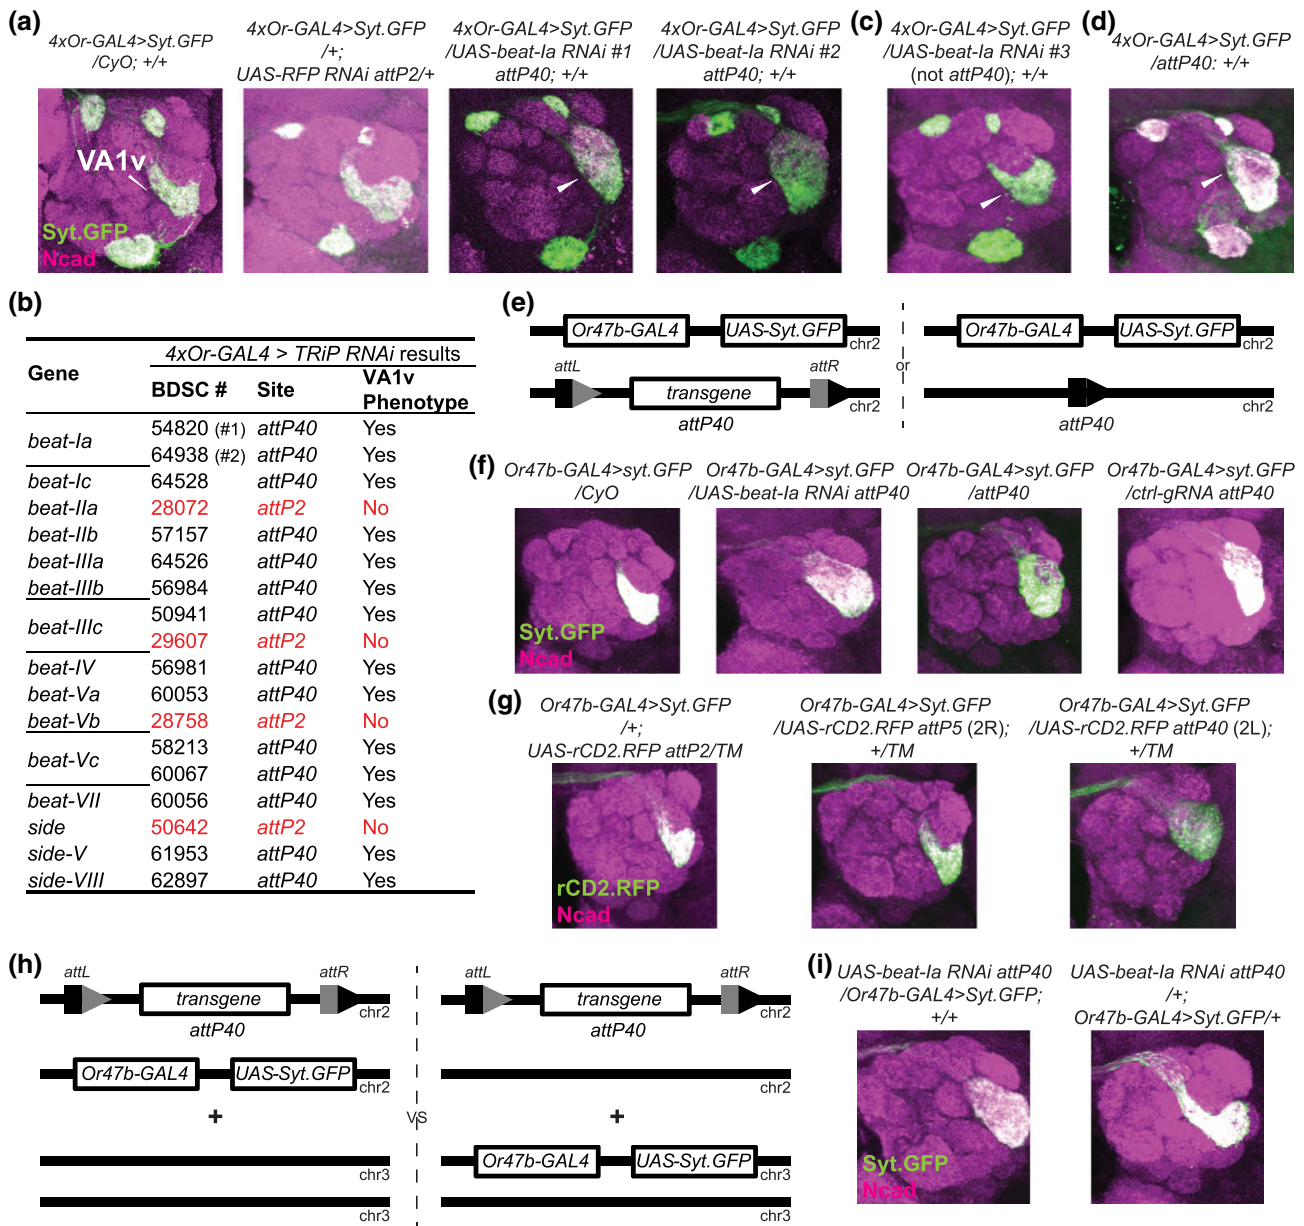 (a)
4xOr-GAL4>Syt.GFP
/CyO; +/+
4xOr-GAL4>Syt.GFP
/+;
UAS-RFP RNAi attP2/+
4xOr-GAL4>Syt.GFP
/UAS-beat-Ia RNAi #1
attP40; +/+
4xOr-GAL4>Syt.GFP
/UAS-beat-Ia RNAi #2
attP40; +/+
(c)
4xOr-GAL4>Syt.GFP
/UAS-beat-Ia RNAi #3
(not attP40); +/+
(d)
4xOr-GAL4>Syt.GFP
/attP40: +/+
VA1v
Syt.GFP
Ncad
(b)
Gene
4xOr-GAL4 > TRiP RNAi results
BDSC # Site VA1v
Phenotype
beat-Ia 54820 (#1) attP40 Yes
64938 (#2) attP40 Yes
beat-Ic 64528 attP40 Yes
beat-IIa 28072 attP2 No
beat-IIb 57157 attP40 Yes
beat-IIIa 64526 attP40 Yes
beat-IIIb 56984 attP40 Yes
beat-IIIc 50941 attP40 Yes
29607 attP2 No
beat-IV 56981 attP40 Yes
beat-Va 60053 attP40 Yes
beat-Vb 28758 attP2 No
beat-Vc 58213 attP40 Yes
60067 attP40 Yes
beat-VII 60056 attP40 Yes
side 50642 attP2 No
side-V 61953 attP40 Yes
side-VIII 62897 attP40 Yes
(e)
Or47b-GAL4 UAS-Syt.GFP
chr2
attL attR
transgene
chr2
attP40
or
Or47b-GAL4 UAS-Syt.GFP
chr2
chr2
attP40
(f)
Or47b-GAL4>syt.GFP
/CyO
Or47b-GAL4>syt.GFP
/UAS-beat-Ia RNAi attP40
Or47b-GAL4>syt.GFP
/attP40
Or47b-GAL4>syt.GFP
/ctrl-gRNA attP40
Syt.GFP
Ncad
(g)
Or47b-GAL4>Syt.GFP
/+;
UAS-rCD2.RFP attP2/TM
Or47b-GAL4>Syt.GFP
/UAS-rCD2.RFP attP5 (2R);
+/TM
Or47b-GAL4>Syt.GFP
/UAS-rCD2.RFP attP40 (2L);
+/TM
rCD2.RFP
Ncad
(h)
attL attR
transgene
chr2
attP40
Or47b-GAL4 UAS-Syt.GFP
chr2
+
chr3
chr3
vs
attL attR
transgene
chr2
attP40
chr2
+
Or47b-GAL4 UAS-Syt.GFP
chr3
chr3
(i)
UAS-beat-Ia RNAi attP40
/Or47b-GAL4>Syt.GFP;
+/+
UAS-beat-Ia RNAi attP40
/+;
Or47b-GAL4>Syt.GFP/+
Syt.GFP
Ncad